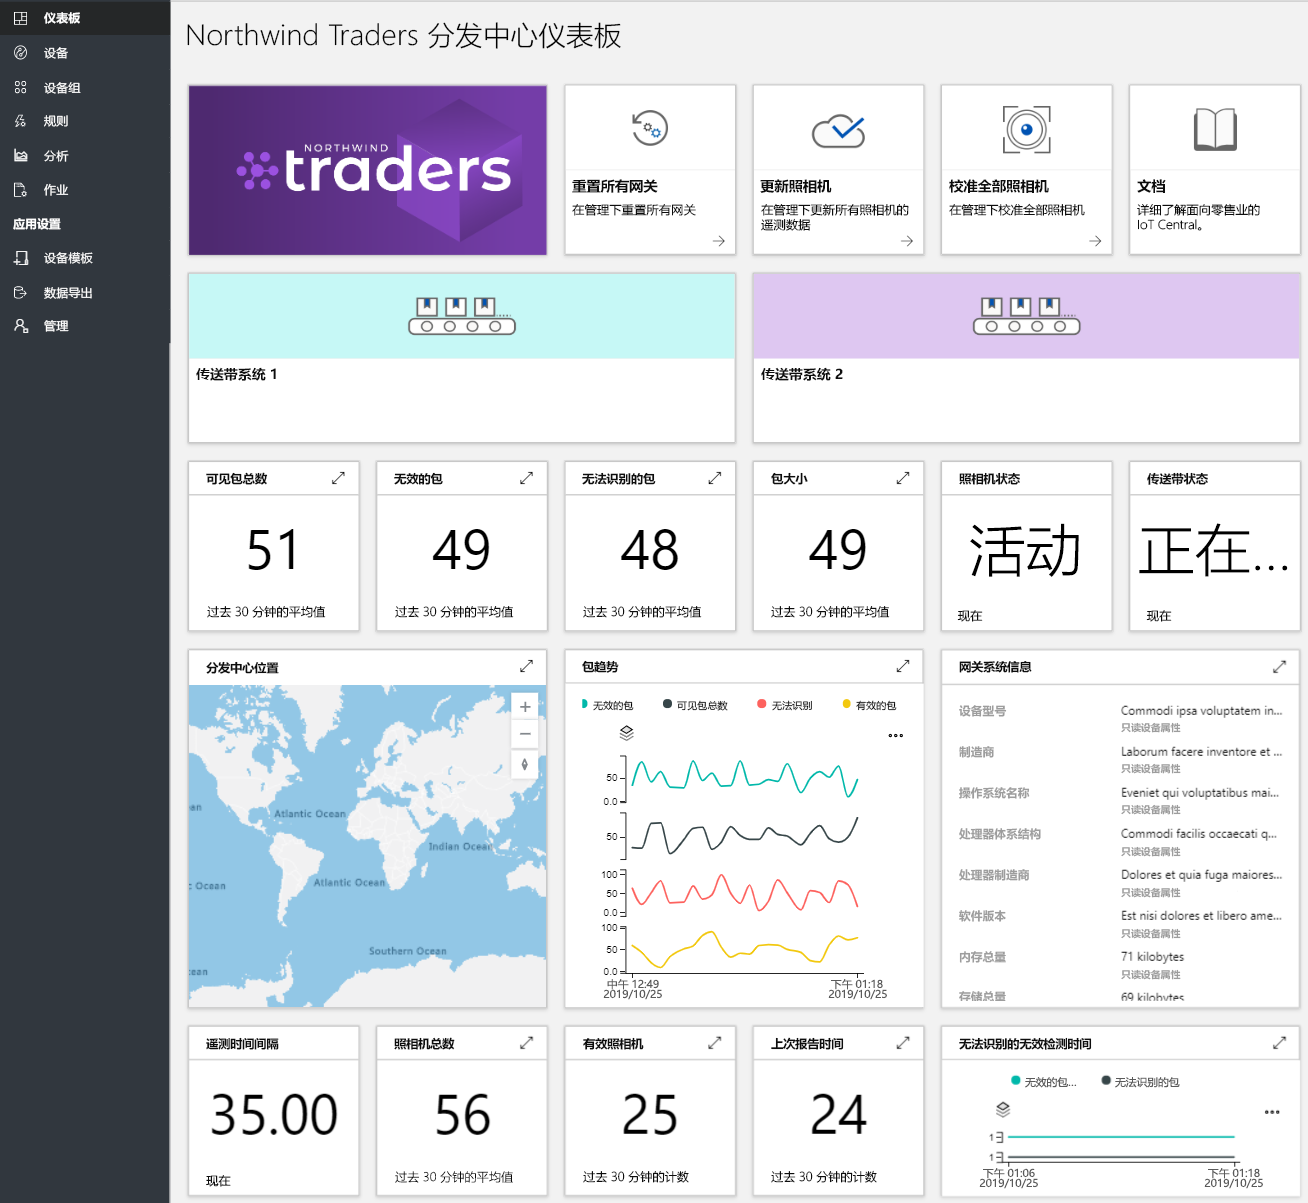 仪表板
设备
设备组
规则
分析
作业
应用设置
设备模板
数据导出
管理
Northwind Traders 分发中心仪表板
NORTHWIND
traders
重置所有网关
在管理下重置所有网关
更新照相机
在管理下更新所有照相机的
遥测数据
校准全部照相机
在管理下校准全部照相机
文档
详细了解面向零售业的
IoT Central。
传送带系统 1
传送带系统 2
可见包总数
51
过去 30 分钟的平均值
无效的包
49
过去 30 分钟的平均值
无法识别的包
48
过去 30 分钟的平均值
包大小
49
过去 30 分钟的平均值
照相机状态
活动
现在
传送带状态
正在...
现在
分发中心位置
an
Atlantic Ocean
Indian Ocean
c Ocean
Atlantic Ocean
Southern Ocean
ean
包趋势
无效的包
可见包总数
无法识别
有效的包
50
0.0
50
100
50
0.0
100
50
0.0
中午 12:49
2019/10/25
下午 01:18
2019/10/25
网关系统信息
设备型号
Commodi ipsa voluptatem in...
只读设备属性
制造商
Laborum facere inventore et ...
只读设备属性
操作系统名称
Eveniet qui voluptatibus mai...
只读设备属性
处理器体系结构
Commodi facilis occaecati q...
只读设备属性
处理器制造商
Dolores et quia fuga maiores...
只读设备属性
软件版本
Est nisi dolores et libero ame...
只读设备属性
内存总量
71 kilobytes
只读设备属性
存储总量
69 kilobytes
遥测时间间隔
35.00
现在
照相机总数
56
过去 30 分钟的平均值
有效照相机
25
过去 30 分钟的计数
上次报告时间
24
过去 30 分钟的计数
无法识别的无效检测时间
无效的包...
无法识别的包
1
1
下午 01:06
2019/10/25
下午 01:18
2019/10/25